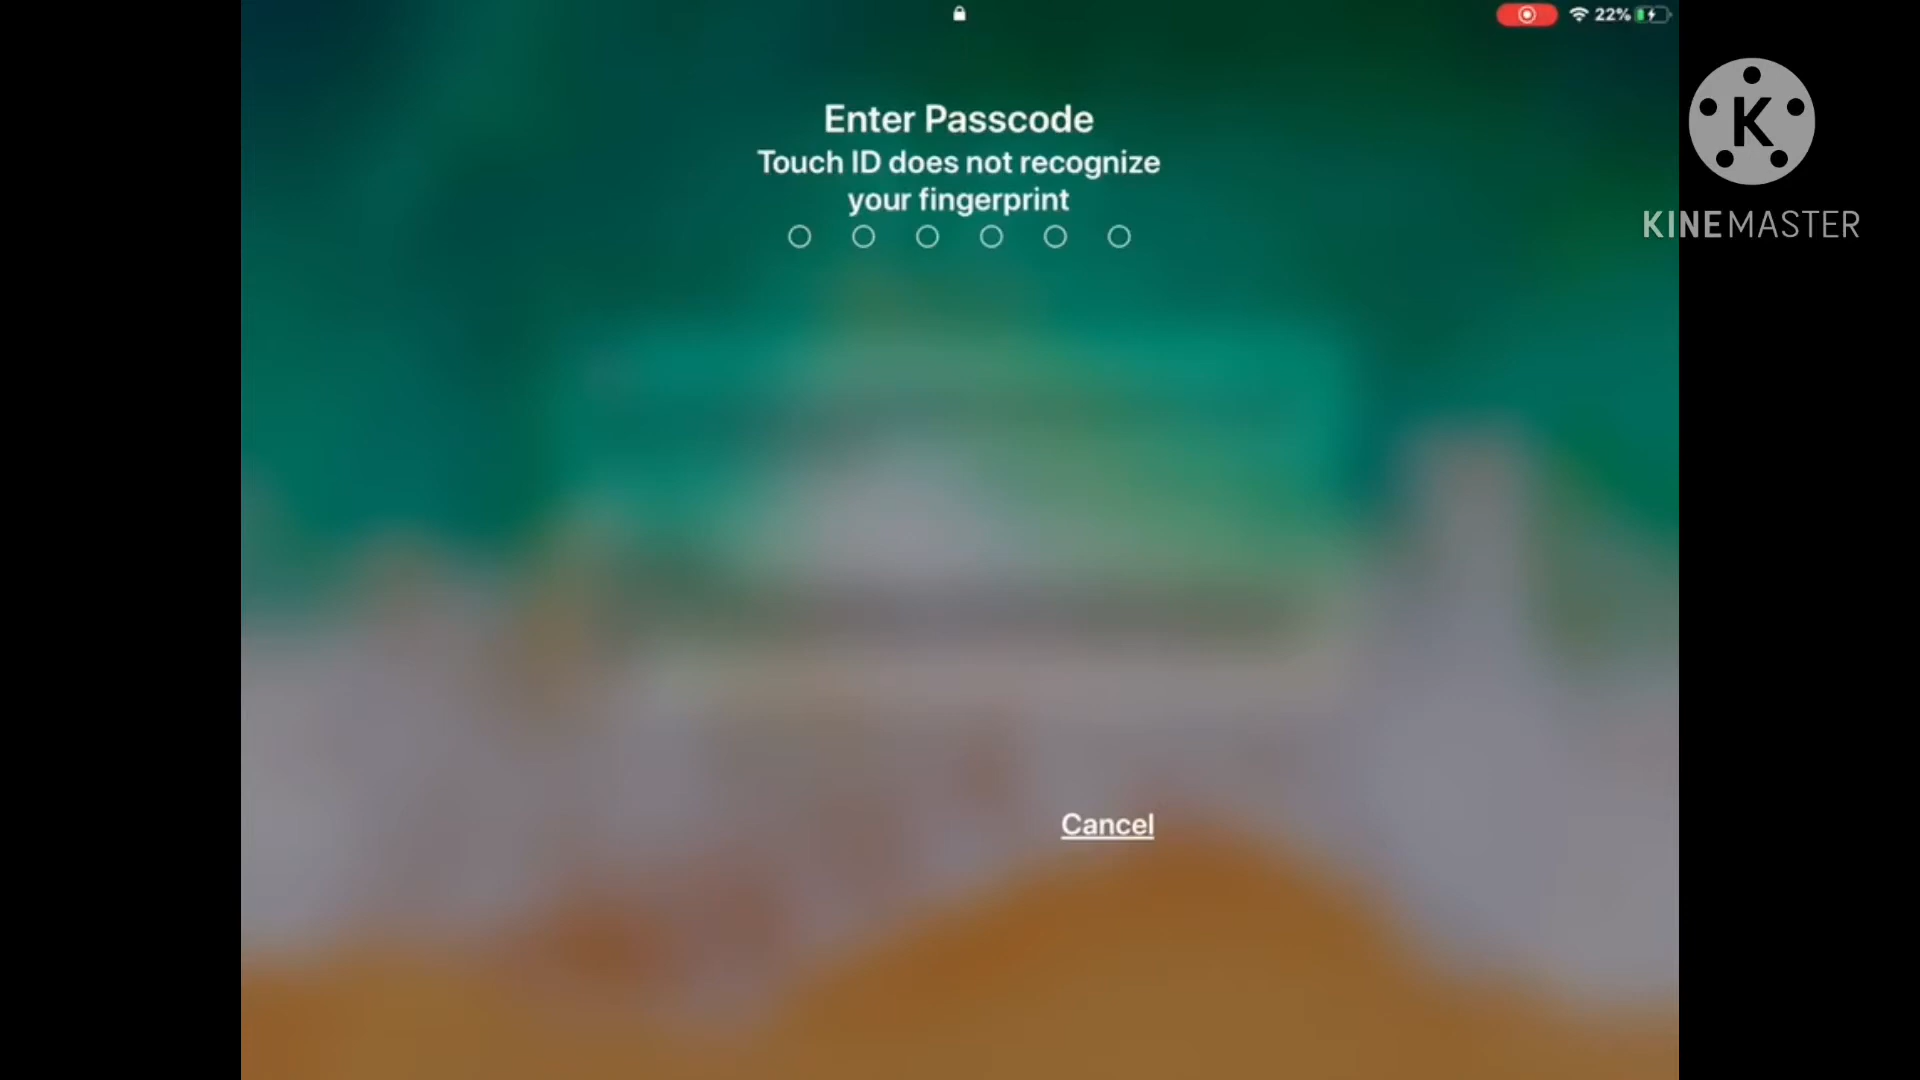 22%
Enter Passcode
Touch ID does not recognize
your fingerprint
K
KINEMASTER
Cancel